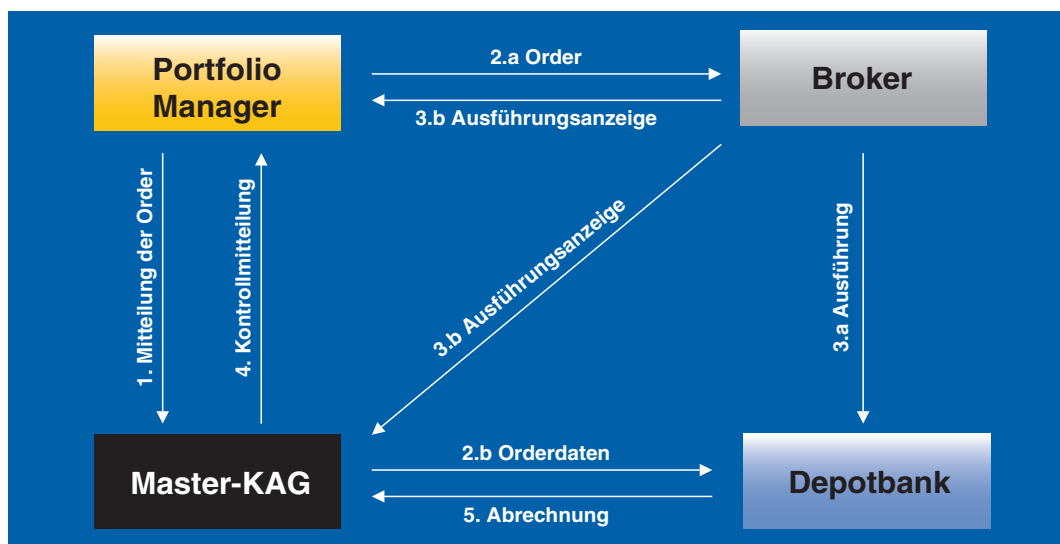 Portfolio
Manager
2.a Order
3.b Ausführungsanzeige
Broker
1. Mitteilung der Order
4. Kontrollmitteilung
3.b Ausführungsanzeige
3.a Ausführung
Master-KAG
2.b Orderdaten
5. Abrechnung
Depotbank